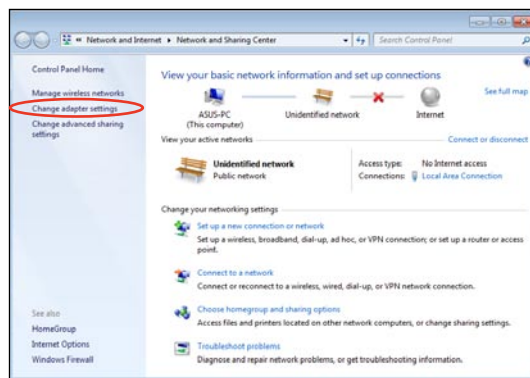 « Network and Internet ▸ Network and Sharing Center
Search Control Panel
Control Panel Home
Manage wireless networks
Change adapter settings
Change advanced sharing
settings
See also
HomeGroup
Internet Options
Windows Firewall
View your basic network information and set up connections
See full map
ASUS-PC
(This computer)
Unidentified network
Internet
View your active networks
Connect or disconnect
Unidentified network
Public network
Access type: No Internet access
Connections: Local Area Connection
Change your networking settings
Set up a new connection or network
Set up a wireless, broadband, dial-up, ad hoc, or VPN connection; or set up a router or access
point.
Connect to a network
Connect or reconnect to a wireless, wired, dial-up, or VPN network connection.
Choose homegroup and sharing options
Access files and printers located on other network computers, or change sharing settings.
Troubleshoot problems
Diagnose and repair network problems, or get troubleshooting information.